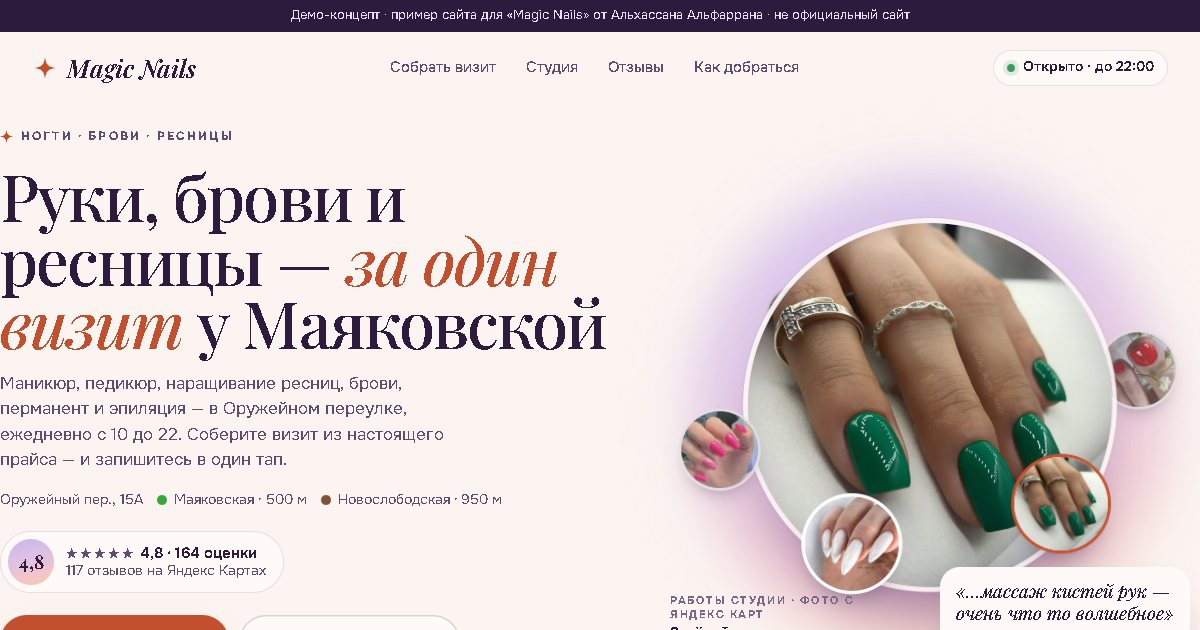 Демо-концепт · пример сайта для «Magic Nails» от Альхассана Альфаррана · не официальный сайт
Magic Nails
Собрать визит
Студия
Отзывы
Как добраться
Открыто · до 22:00
НОГТИ · БРОВИ · РЕСНИЦЫ
Руки, брови и
ресницы — за один
визит у Маяковской
Маникюр, педикюр, наращивание ресниц, брови,
перманент и эпиляция — в Оружейном переулке,
ежедневно с 10 до 22. Соберите визит из настоящего
прайса — и запишитесь в один тап.
Оружейный пер., 15А
Маяковская · 500 м
Новослободская · 950 м
4,8
★★★★★ 4,8 · 164 оценки
117 отзывов на Яндекс Картах
РАБОТЫ СТУДИИ · ФОТО С
ЯНДЕКС КАРТ
«…массаж кистей рук —
очень что то волшебное»